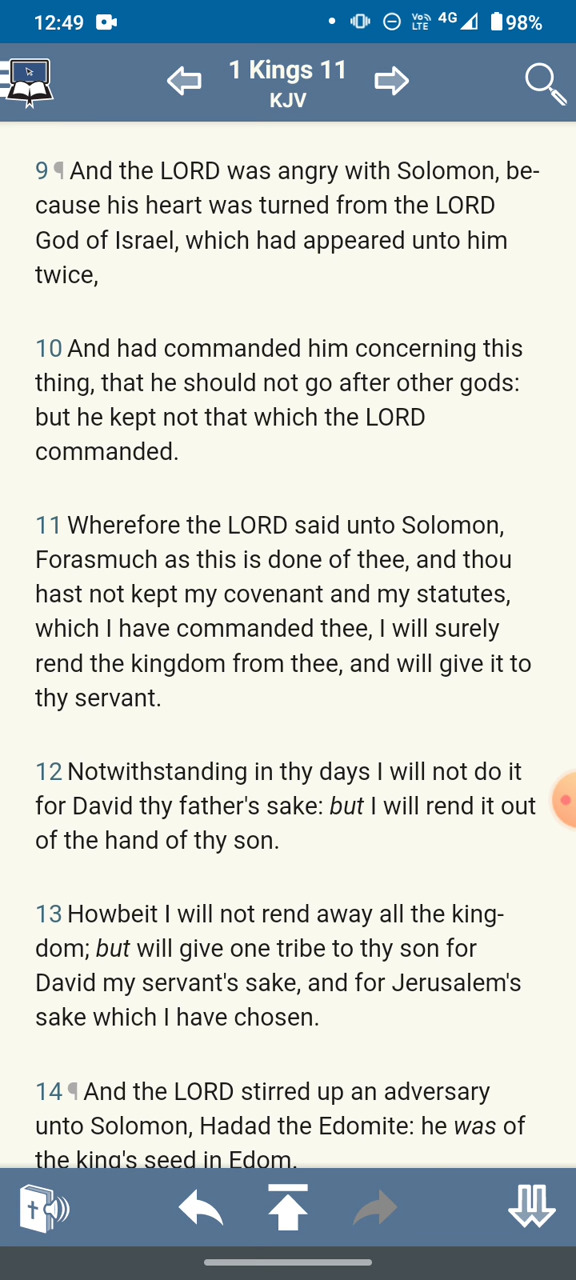 12:49
Vo))
LTE
4G
98%
1 Kings 11
KJV
9 ¶ And the LORD was angry with Solomon, be-
cause his heart was turned from the LORD
God of Israel, which had appeared unto him
twice,
10 And had commanded him concerning this
thing, that he should not go after other gods:
but he kept not that which the LORD
commanded.
11 Wherefore the LORD said unto Solomon,
Forasmuch as this is done of thee, and thou
hast not kept my covenant and my statutes,
which I have commanded thee, I will surely
rend the kingdom from thee, and will give it to
thy servant.
12 Notwithstanding in thy days I will not do it
for David thy father's sake: but I will rend it out
of the hand of thy son.
13 Howbeit I will not rend away all the king-
dom; but will give one tribe to thy son for
David my servant's sake, and for Jerusalem's
sake which I have chosen.
14 ¶ And the LORD stirred up an adversary
unto Solomon, Hadad the Edomite: he was of
the king's seed in Edom.